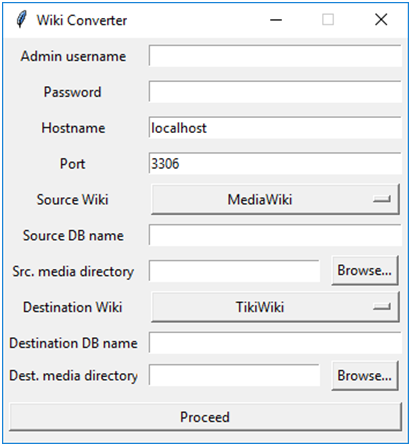 Wiki Converter
Admin username
Password
Hostname localhost
Port 3306
Source Wiki MediaWiki
Source DB name
Src. media directory Browse...
Destination Wiki TikiWiki
Destination DB name
Dest. media directory Browse...
Proceed